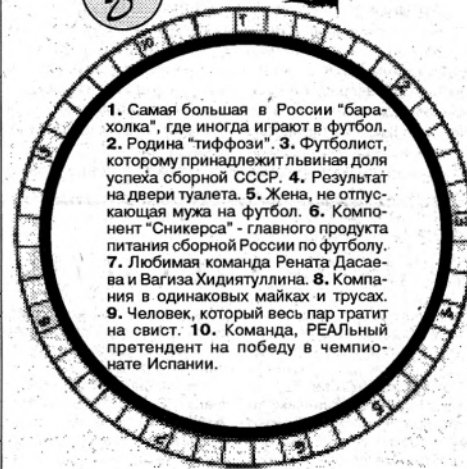 1. Самая большая в России "бара-
холка", где иногда играют в футбол.
2. Родина "тиффози". 3. Футболист,
которому принадлежит львиная доля
успеха сборной СССР. 4. Результат
на двери туалета. 5. Жена, не отпус-
кающая мужа на футбол. 6. Компо-
нент "Сникерса" - главного продукта
питания сборной России по футболу.
7. Любимая команда Рената Дасае-
ва и Вагиза Хидиятуллина. 8. Компа-
ния в одинаковых майках и трусах.
9. Человек, который весь пар тратит
на свист. 10. Команда, РЕАЛЬный
претендент на победу в чемпио-
нате Испании.